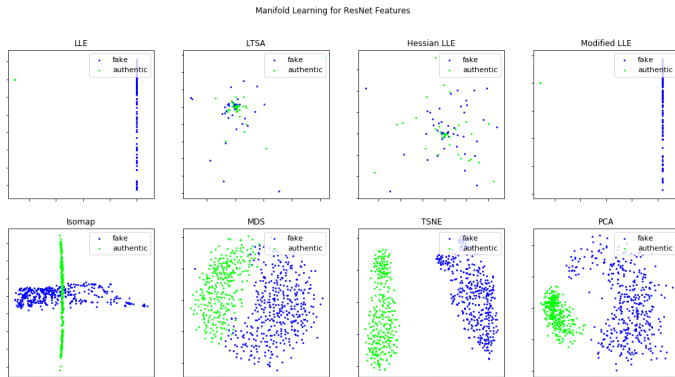 Manifold Learning for ResNet Features
LLE
fake
authentic
LTSA
fake
authentic
Hessian LLE
fake
authentic
Modified LLE
fake
authentic
Isomap
fake
authentic
MDS
fake
authentic
TSNE
fake
authentic
PCA
fake
authentic